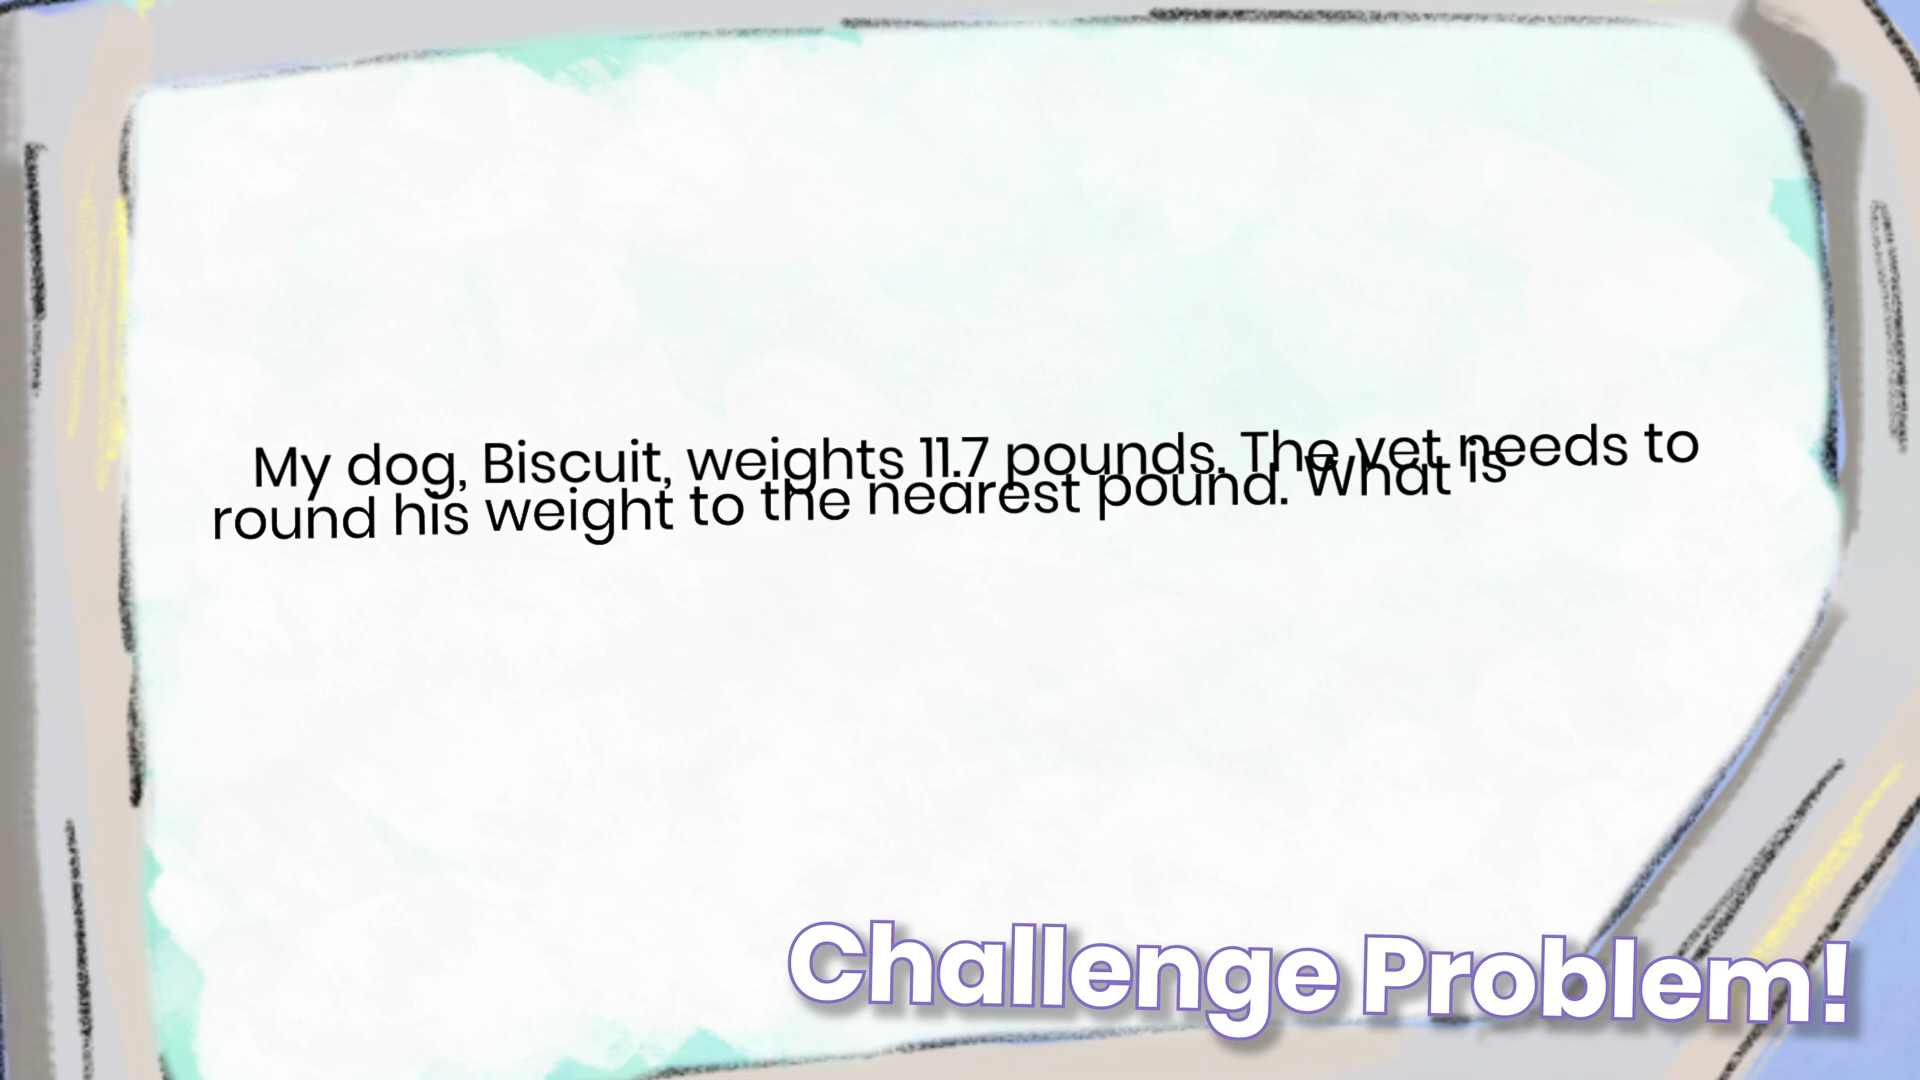 My dog, Biscuit, weights 11.7 pounds. The vet needs to
round his weight to the nearest pound. What is
Challenge Problem!